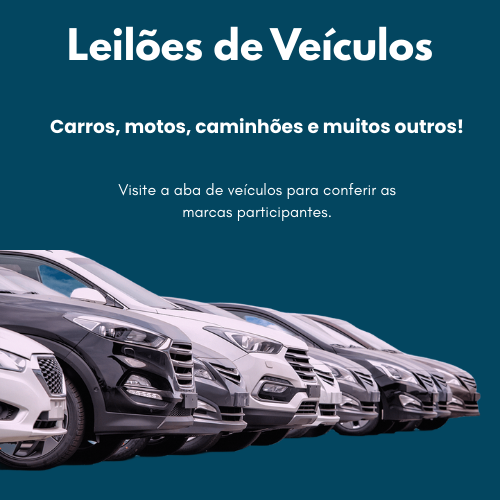 Leilões de Veículos
Carros, motos, caminhões e muitos outros!
Visite a aba de veículos para conferir as
marcas participantes.